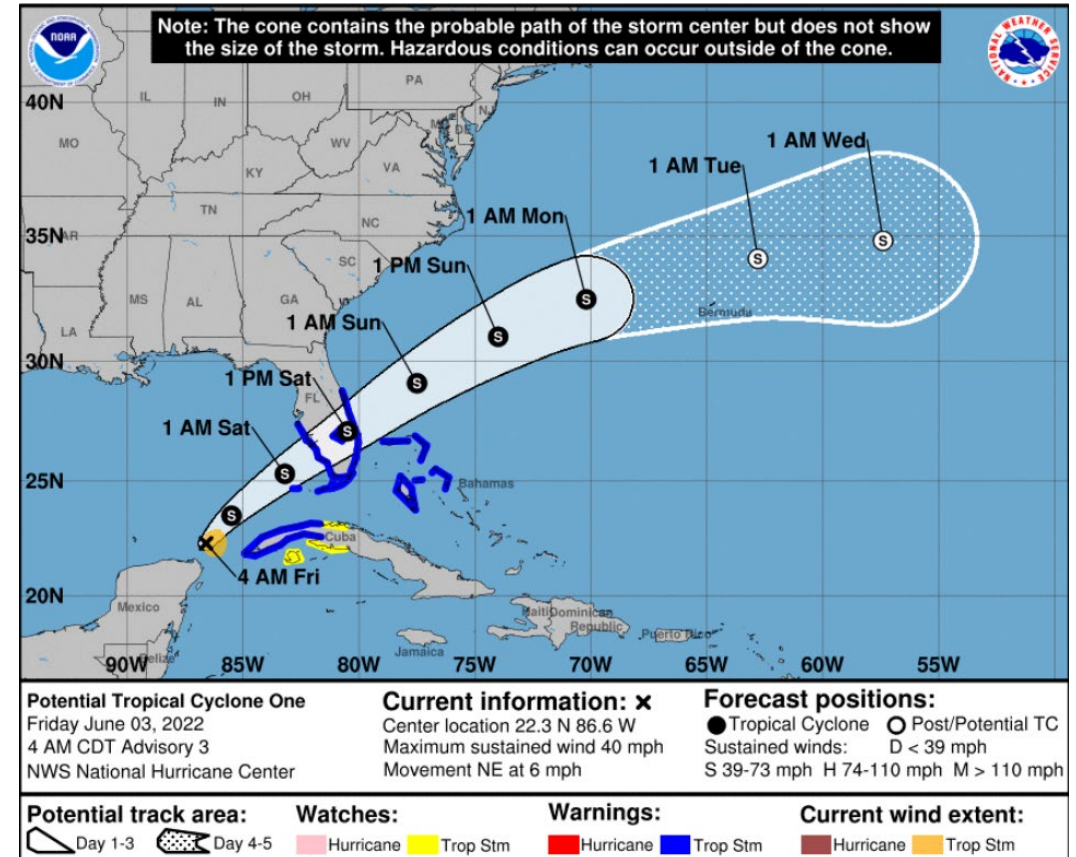 Note: The cone contains the probable path of the storm center but does not show
the size of the storm. Hazardous conditions can occur outside of the cone.
NOAA
NATIONAL WEATHER SERVICE
40N
35N
30N
25N
20N
MO
IL
IN
OH
PA
NJ
DE
WV
VA
KY
TN
NC
AR
SC
MS
AL
GA
LA
FL
1 AM Wed
1 AM Tue
1 AM Mon
1 PM Sun
1 AM Sun
1 PM Sat
1 AM Sat
4 AM Fri
Bermuda
Bahamas
Cuba
Mexico
Belize
Jamaica
Haiti
Dominican
Republic
Puerto Rico
90W
85W
80W
75W
70W
65W
60W
55W
Potential Tropical Cyclone One
Friday June 03, 2022
4 AM CDT Advisory 3
NWS National Hurricane Center
Current information: ×
Center location 22.3 N 86.6 W
Maximum sustained wind 40 mph
Movement NE at 6 mph
Forecast positions:
Tropical Cyclone Post/Potential TC
Sustained winds: D < 39 mph
S 39-73 mph H 74-110 mph M > 110 mph
Potential track area:
Day 1-3 Day 4-5
Watches:
Hurricane Trop Stm
Warnings:
Hurricane Trop Stm
Current wind extent:
Hurricane Trop Stm
S
S
S
S
S
S
S
S